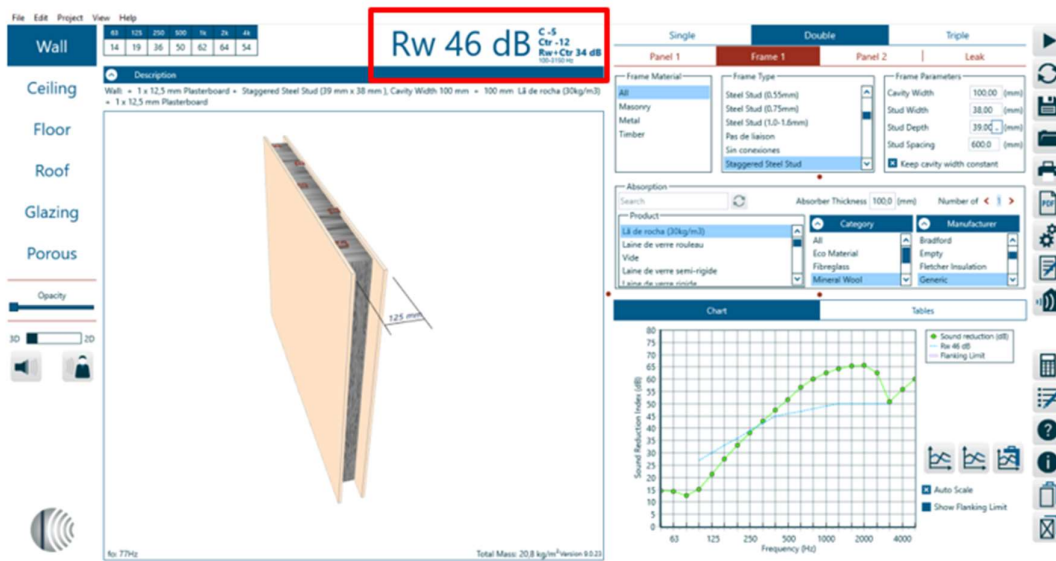 File Edit Project View Help
Wall
Ceiling
Floor
Roof
Glazing
Porous
Opacity
3D 2D
63 125 250 500 1k 2k 4k
14 19 36 50 62 64 54
Rw 46 dB
C -5
Ctr -12
Rw+Ctr 34 dB
100-3150 Hz
Description
Wall: + 1 x 12,5 mm Plasterboard + Staggered Steel Stud (39 mm x 38 mm ), Cavity Width 100 mm + 100 mm Lã de rocha (30kg/m3)
+ 1 x 12,5 mm Plasterboard
125 mm
fo: 77Hz
Total Mass: 20,8 kg/m² Version 9.0.23
Single Double Triple
Panel 1 Frame 1 Panel 2 Leak
Frame Material
All
Masonry
Metal
Timber
Frame Type
Steel Stud (0,55mm)
Steel Stud (0,75mm)
Steel Stud (1,0-1,6mm)
Pas de liaison
Sin conexiones
Staggered Steel Stud
Frame Parameters
Cavity Width 100,00 (mm)
Stud Width 38,00 (mm)
Stud Depth 39,00 (mm)
Stud Spacing 600,0 (mm)
Keep cavity width constant
Absorption
Search
Absorber Thickness 100,0 (mm) Number of < 1 >
Product
Lã de rocha (30kg/m3)
Laine de verre rouleau
Vide
Laine de verre semi-rigide
Laine de verre rigide
Category
All
Eco Material
Fibreglass
Mineral Wool
Manufacturer
Bradford
Empty
Fletcher Insulation
Generic
Chart Tables
Sound Reduction Index (dB)
80
75
70
65
60
55
50
45
40
35
30
25
20
15
10
5
0
63 125 250 500 1000 2000 4000
Frequency (Hz)
Sound reduction (dB)
Rw 46 dB
Flanking Limit
Auto Scale
Show Flanking Limit
PDF